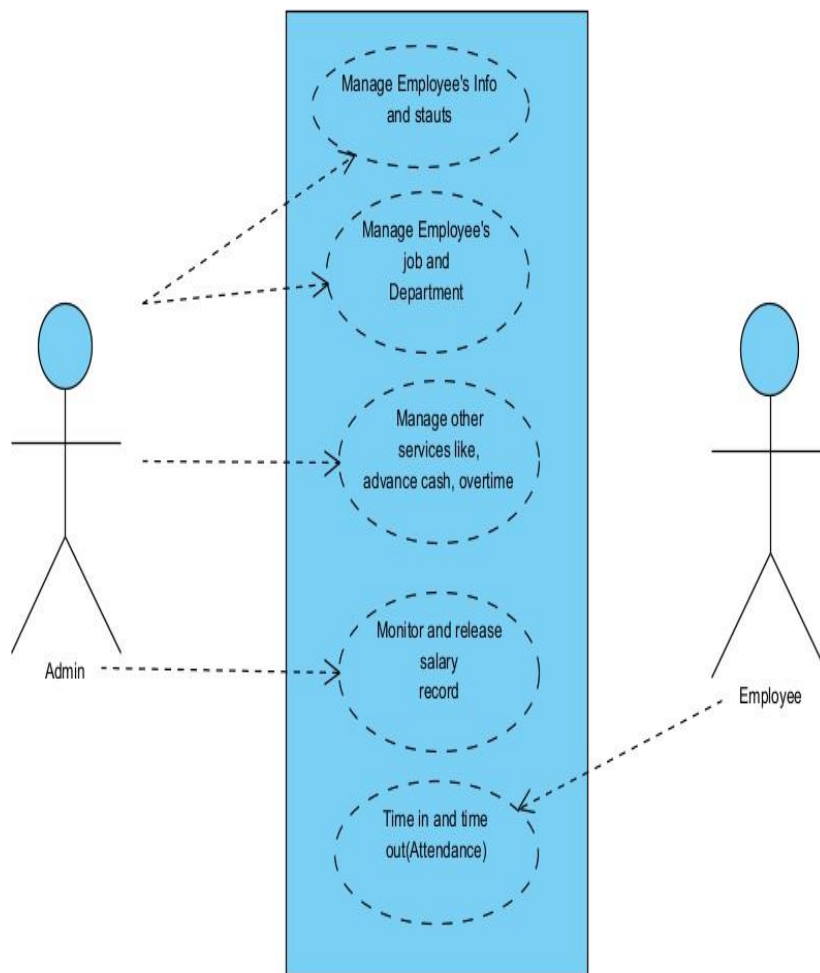 Manage Employee's Info
and stauts
Manage Employee's
job and
Department
Manage other
services like,
advance cash, overtime
Monitor and release
salary
record
Admin
Employee
Time in and time
out(Attendance)